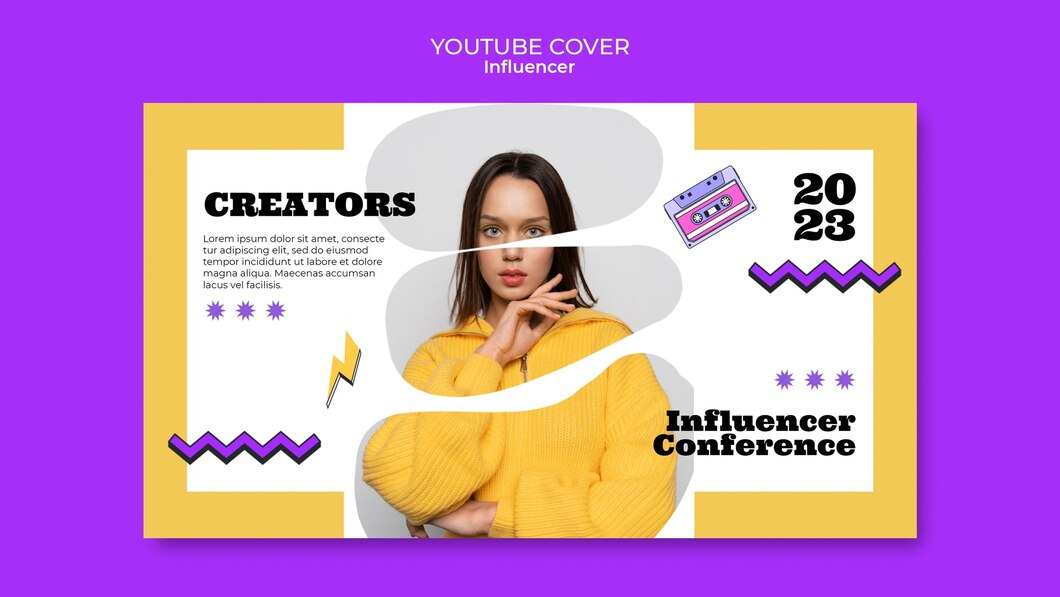 YOUTUBE COVER
Influencer
CREATORS
Lorem ipsum dolor sit amet, consecte
tur adipiscing elit, sed do eiusmod
tempor incididunt ut labore et dolore
magna aliqua. Maecenas accumsan
lacus vel facilisis.
20
23
Influencer
Conference